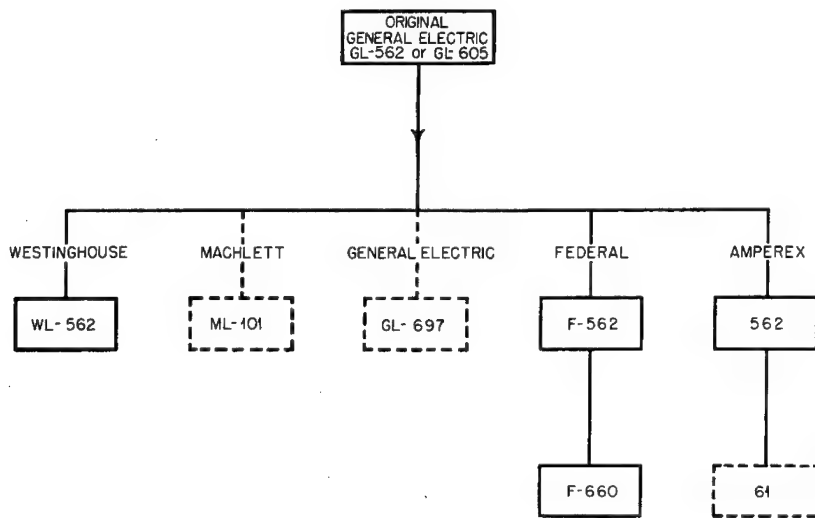 ORIGINAL
GENERAL ELECTRIC
GL-562 or GL-605
WESTINGHOUSE
MACHLETT
GENERAL ELECTRIC
FEDERAL
AMPEREX
WL-562
ML-101
GL-697
F-562
562
F-660
61